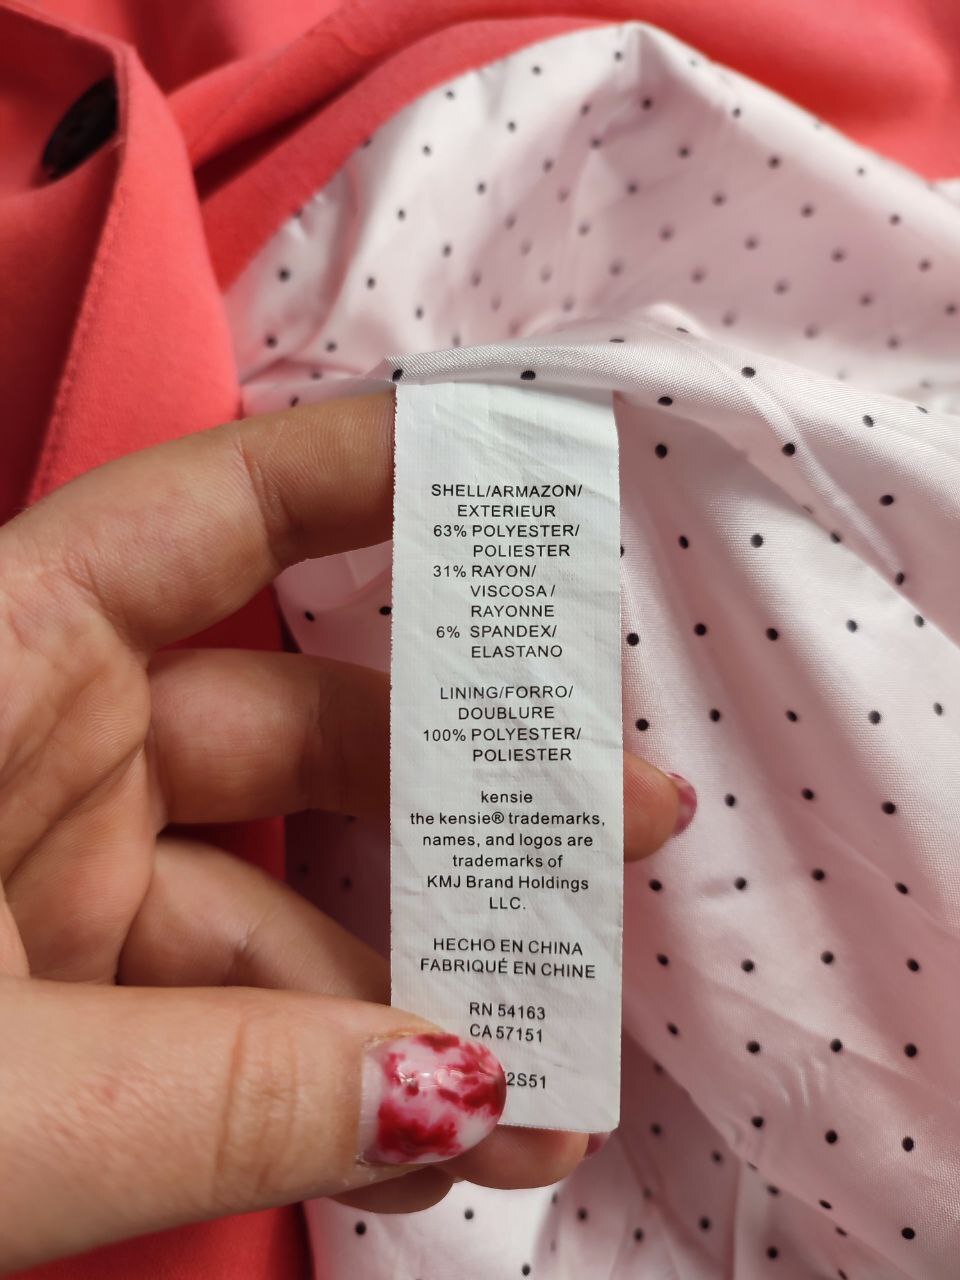 SHELL/ARMAZON/
EXTERIEUR
63% POLYESTER/
POLIESTER
31% RAYON/
VISCOSA/
RAYONNE
6% SPANDEX/
ELASTANO
LINING/FORRO/
DOUBLURE
100% POLYESTER/
POLIESTER
kensie
the kensie® trademarks,
names, and logos are
trademarks of
KMJ Brand Holdings
LLC.
HECHO EN CHINA
FABRIQUÉ EN CHINE
RN 54163
CA 57151
2S51